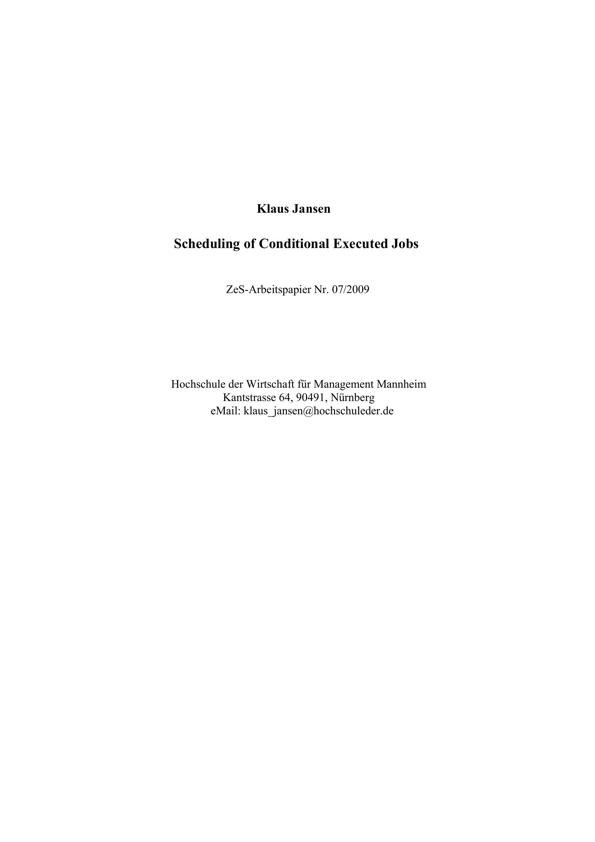 Klaus Jansen
Scheduling of Conditional Executed Jobs
ZeS-Arbeitspapier Nr. 07/2009
Hochschule der Wirtschaft für Management Mannheim
Kantstrasse 64, 90491, Nürnberg
eMail: klaus_jansen@hochschuleder.de